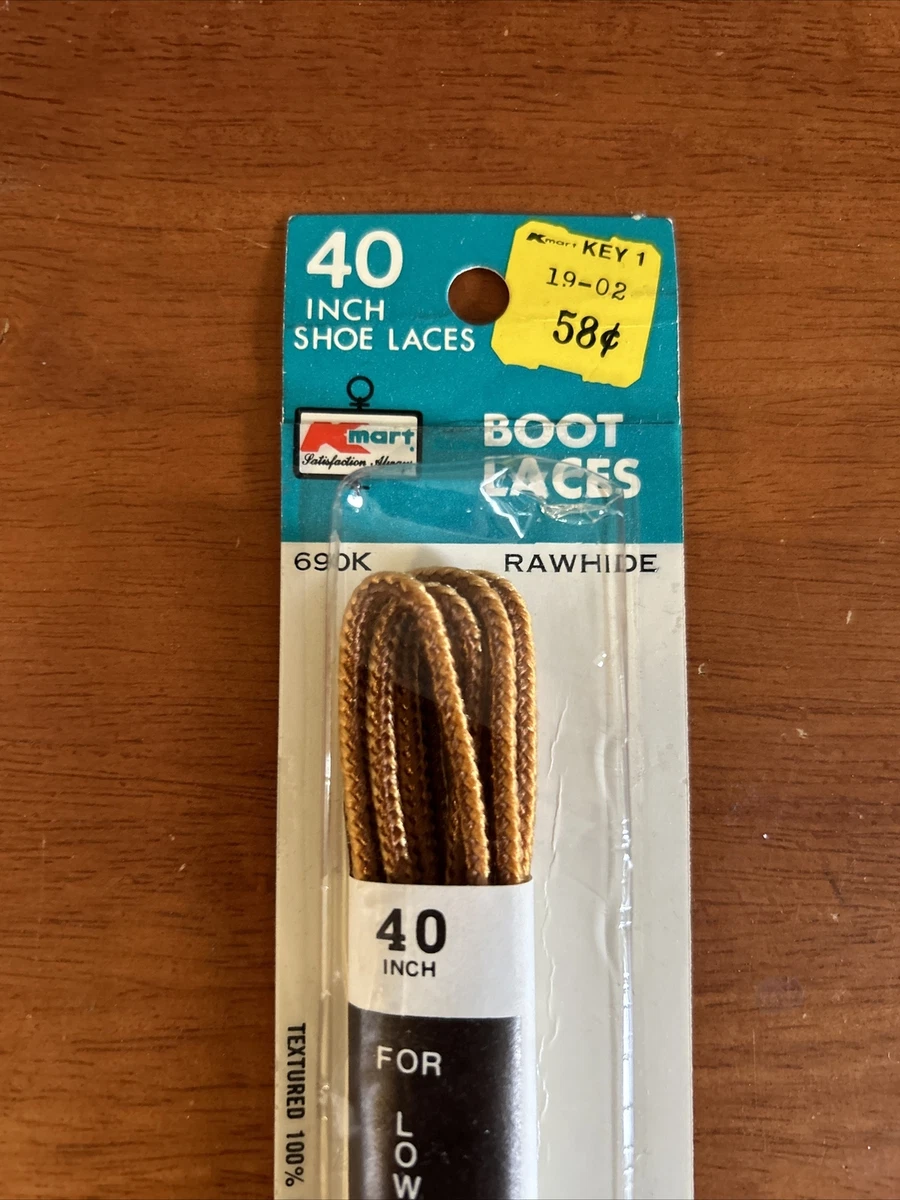 40
INCH
SHOE LACES
Kmart KEY 1
19-02
58¢
Kmart
Satisfaction Always
BOOT
LACES
690K
RAWHIDE
40
INCH
FOR
LOW
TEXTURED 100%